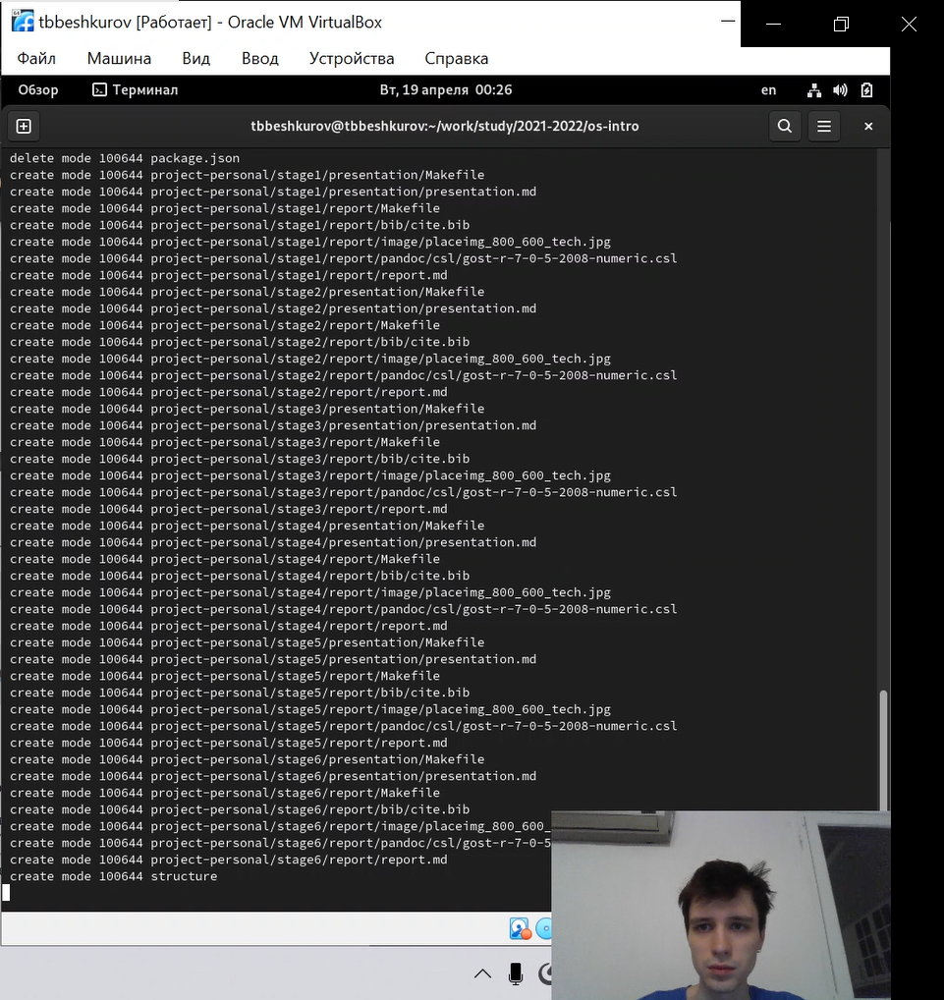 tbbeshkurov [Работает] - Oracle VM VirtualBox
Файл Машина Вид Ввод Устройства Справка
Обзор Терминал Вт, 19 апреля 00:26 en
tbbeshkurov@tbbeshkurov:~/work/study/2021-2022/os-intro
delete mode 100644 package.json
create mode 100644 project-personal/stage1/presentation/Makefile
create mode 100644 project-personal/stage1/presentation/presentation.md
create mode 100644 project-personal/stage1/report/Makefile
create mode 100644 project-personal/stage1/report/bib/cite.bib
create mode 100644 project-personal/stage1/report/image/placeimg_800_600_tech.jpg
create mode 100644 project-personal/stage1/report/pandoc/csl/gost-r-7-0-5-2008-numeric.csl
create mode 100644 project-personal/stage1/report/report.md
create mode 100644 project-personal/stage2/presentation/Makefile
create mode 100644 project-personal/stage2/presentation/presentation.md
create mode 100644 project-personal/stage2/report/Makefile
create mode 100644 project-personal/stage2/report/bib/cite.bib
create mode 100644 project-personal/stage2/report/image/placeimg_800_600_tech.jpg
create mode 100644 project-personal/stage2/report/pandoc/csl/gost-r-7-0-5-2008-numeric.csl
create mode 100644 project-personal/stage2/report/report.md
create mode 100644 project-personal/stage3/presentation/Makefile
create mode 100644 project-personal/stage3/presentation/presentation.md
create mode 100644 project-personal/stage3/report/Makefile
create mode 100644 project-personal/stage3/report/bib/cite.bib
create mode 100644 project-personal/stage3/report/image/placeimg_800_600_tech.jpg
create mode 100644 project-personal/stage3/report/pandoc/csl/gost-r-7-0-5-2008-numeric.csl
create mode 100644 project-personal/stage3/report/report.md
create mode 100644 project-personal/stage4/presentation/Makefile
create mode 100644 project-personal/stage4/presentation/presentation.md
create mode 100644 project-personal/stage4/report/Makefile
create mode 100644 project-personal/stage4/report/bib/cite.bib
create mode 100644 project-personal/stage4/report/image/placeimg_800_600_tech.jpg
create mode 100644 project-personal/stage4/report/pandoc/csl/gost-r-7-0-5-2008-numeric.csl
create mode 100644 project-personal/stage4/report/report.md
create mode 100644 project-personal/stage5/presentation/Makefile
create mode 100644 project-personal/stage5/presentation/presentation.md
create mode 100644 project-personal/stage5/report/Makefile
create mode 100644 project-personal/stage5/report/bib/cite.bib
create mode 100644 project-personal/stage5/report/image/placeimg_800_600_tech.jpg
create mode 100644 project-personal/stage5/report/pandoc/csl/gost-r-7-0-5-2008-numeric.csl
create mode 100644 project-personal/stage5/report/report.md
create mode 100644 project-personal/stage6/presentation/Makefile
create mode 100644 project-personal/stage6/presentation/presentation.md
create mode 100644 project-personal/stage6/report/Makefile
create mode 100644 project-personal/stage6/report/bib/cite.bib
create mode 100644 project-personal/stage6/report/image/placeimg_800_600_
create mode 100644 project-personal/stage6/report/pandoc/csl/gost-r-7-0-5
create mode 100644 project-personal/stage6/report/report.md
create mode 100644 structure